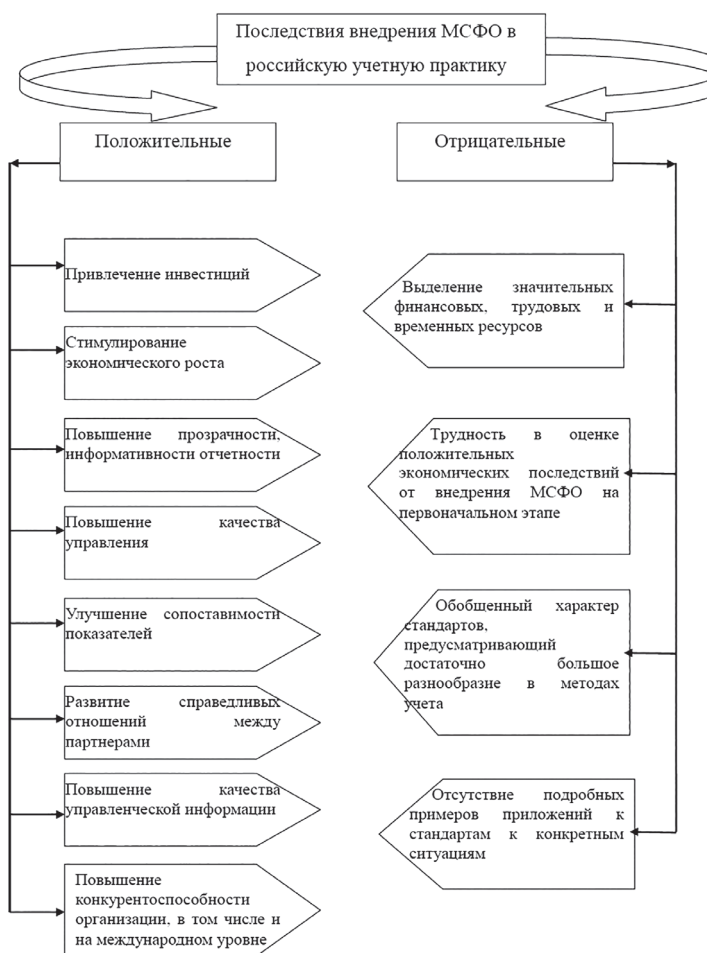 Последствия внедрения МСФО в
российскую учетную практику
Положительные
Привлечение инвестиций
Стимулирование
экономического роста
Повышение прозрачности,
информативности отчетности
Повышение качества
управления
Улучшение сопоставимости
показателей
Развитие справедливых
отношений между
партнерами
Повышение качества
управленческой информации
Повышение
конкурентоспособности
организации, в том числе и
на международном уровне
Отрицательные
Выделение значительных
финансовых, трудовых и
временных ресурсов
Трудность в оценке
положительных
экономических последствий
от внедрения МСФО на
первоначальном этапе
Обобщенный характер
стандартов,
предусматривающий
достаточно большое
разнообразие в методах
учета
Отсутствие подробных
примеров приложений к
стандартам к конкретным
ситуациям